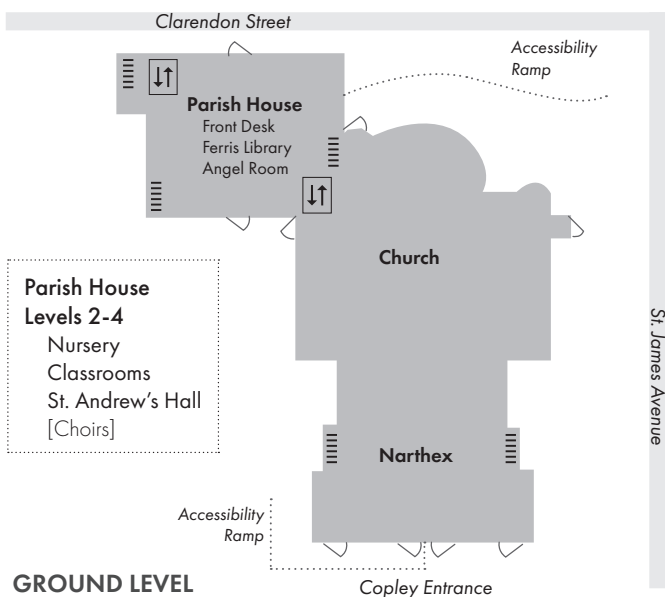 Clarendon Street
Accessibility
Ramp
Parish House
Front Desk
Ferris Library
Angel Room
Church
Parish House
Levels 2-4
Nursery
Classrooms
St. Andrew's Hall
[Choirs]
St. James Avenue
Narthex
Accessibility
Ramp
GROUND LEVEL
Copley Entrance